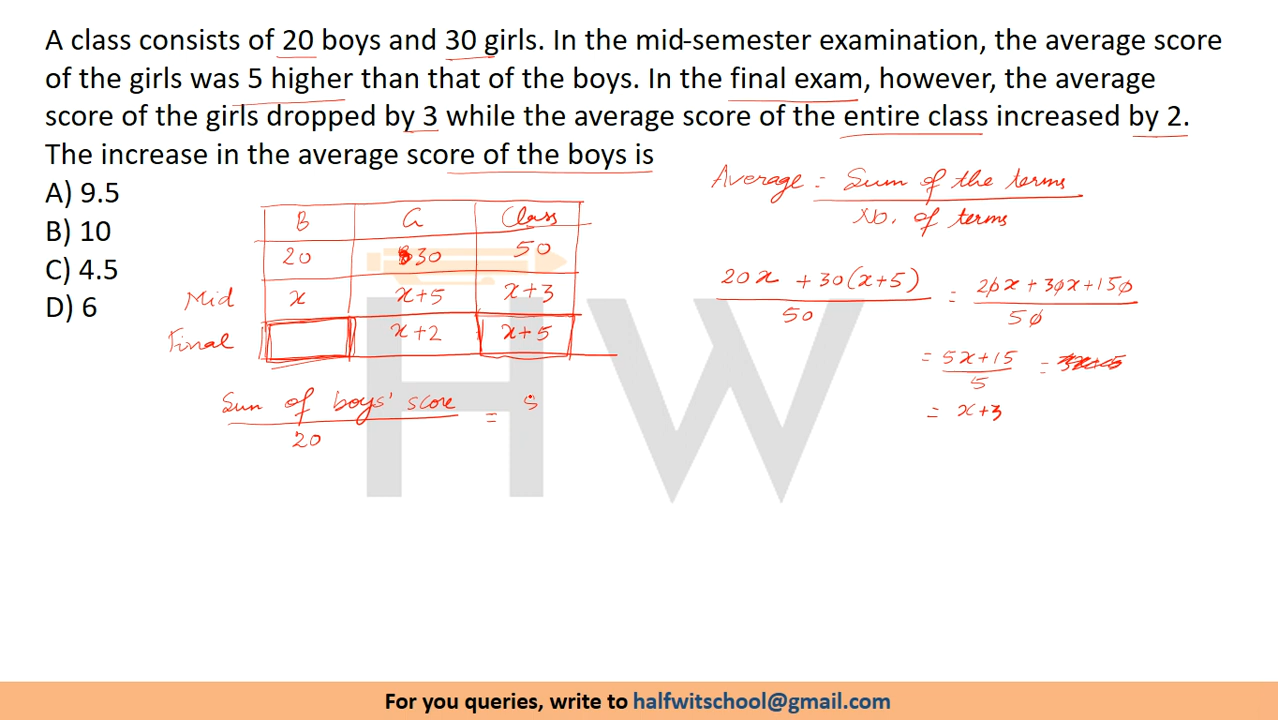 A class consists of 20 boys and 30 girls. In the mid-semester examination, the average score
of the girls was 5 higher than that of the boys. In the final exam, however, the average
score of the girls dropped by 3 while the average score of the entire class increased by 2.
The increase in the average score of the boys is
A) 9.5
B) 10
C) 4.5
D) 6
Average : Sum of the terms
No. of terms
B G Class
20 30 50
Mid x x+5 x+3
Final x+2 x+5
Sum of boys' score
20
=
20x + 30(x+5)
50
= 20x + 30x + 150
50
= 5x+15
5
=
= x+3
HW
For you queries, write to halfwitschool@gmail.com